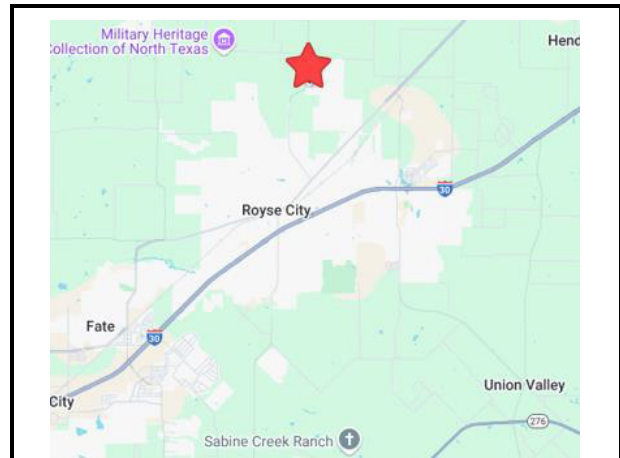 Military Heritage
Collection of North Texas
Hend
30
Royse City
Fate
30
City
Union Valley
276
Sabine Creek Ranch